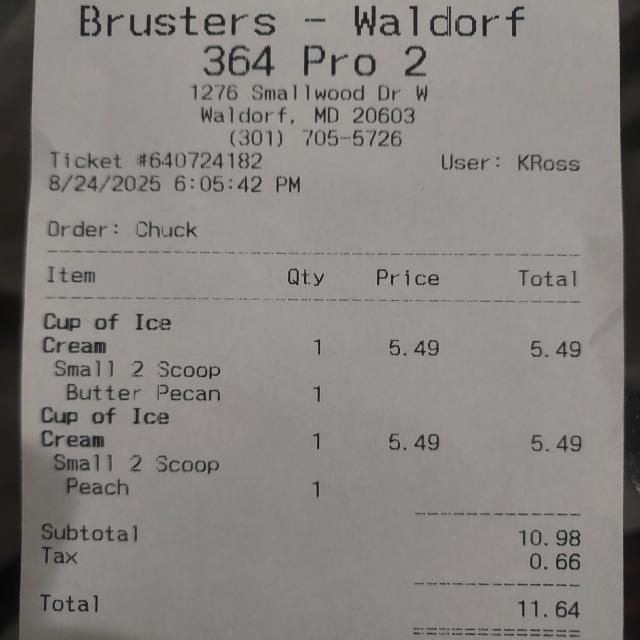 Brusters - Waldorf
364 Pro 2
1276 Smallwood Dr W
Waldorf, MD 20603
(301) 705-5726
Ticket #640724182 User: KRoss
8/24/2025 6:05:42 PM
Order: Chuck
Item Qty Price Total
Cup of Ice
Cream 1 5.49 5.49
Small 2 Scoop
Butter Pecan 1
Cup of Ice
Cream 1 5.49 5.49
Small 2 Scoop
Peach 1
Subtotal 10.98
Tax 0.66
Total 11.64